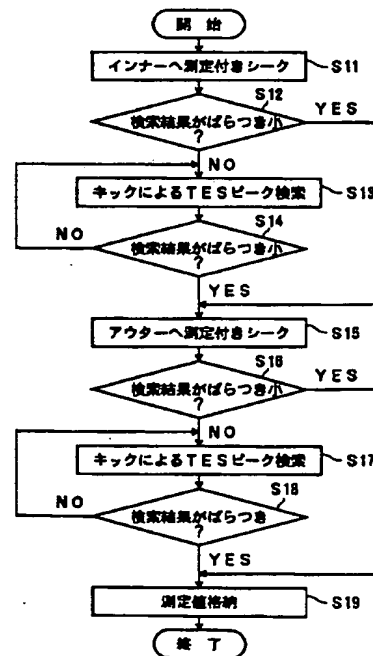 開始
インナーへ測定付きシーク
S11
S12
検索結果がばらつき小
?
YES
NO
キックによるTESピーク検索
S13
S14
NO
検索結果がばらつき小
?
YES
アウターへ測定付きシーク
S15
S16
検索結果がばらつき小
?
YES
NO
キックによるTESピーク検索
S17
S18
NO
検索結果がばらつき
?
YES
測定値格納
S19
終了